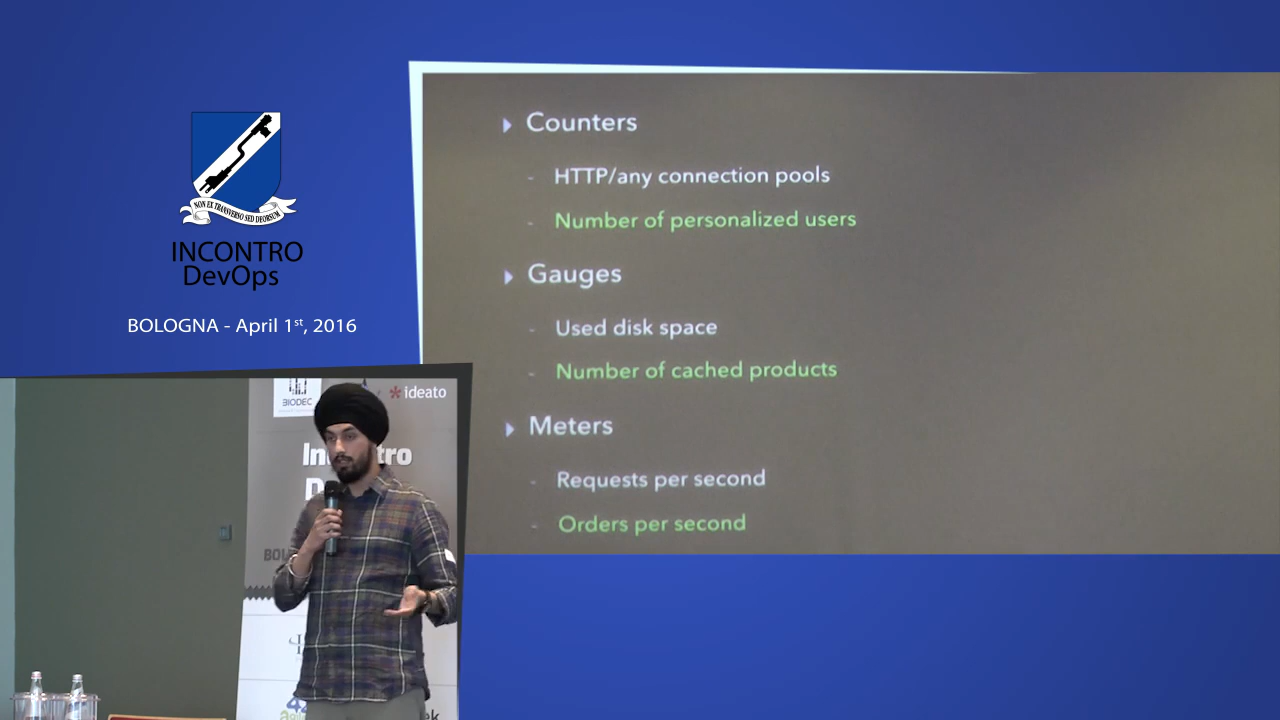 NON EX TRANSVERSO SED DEORSUM
INCONTRO
DevOps
BOLOGNA - April 1st, 2016
Counters
- HTTP/any connection pools
- Number of personalized users
Gauges
- Used disk space
- Number of cached products
Meters
- Requests per second
- Orders per second
BIODEC
ideato